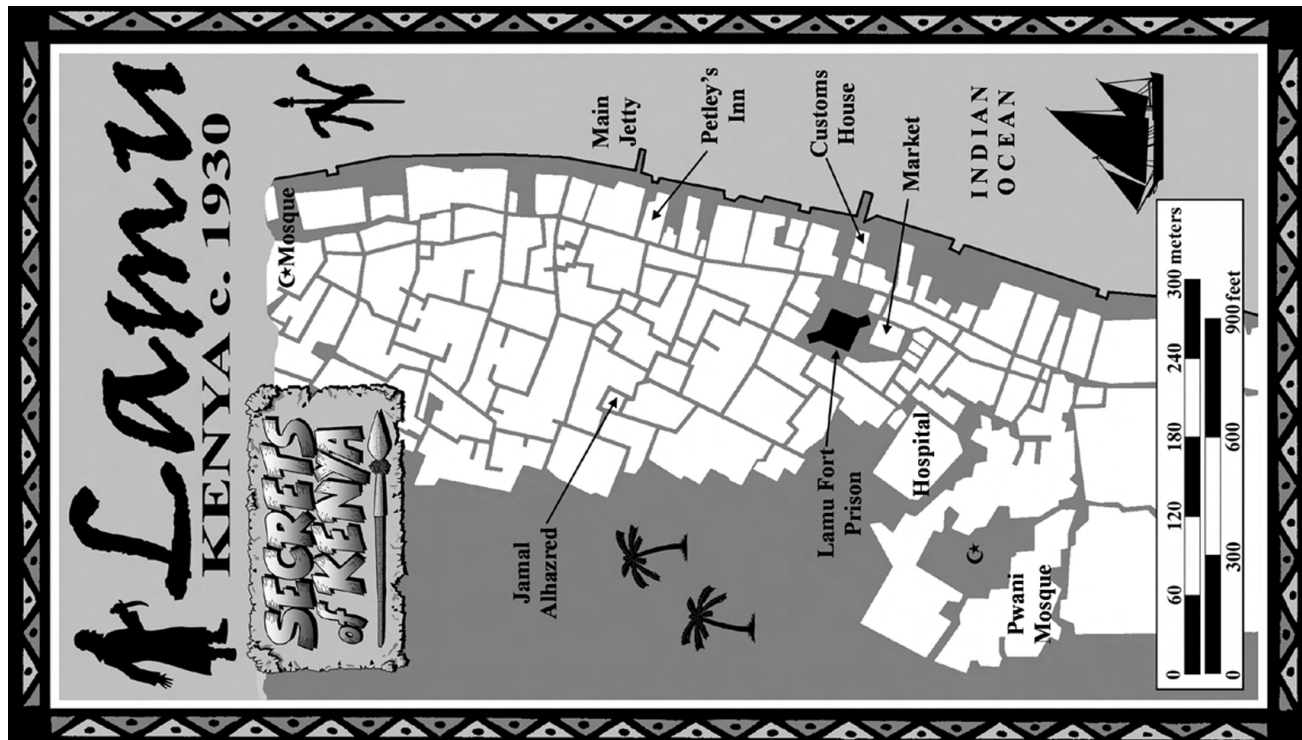 Lamu
KENYA c. 1930
SECRETS
of KENYA
N
Mosque
Main
Jetty
Petley's
Inn
Customs
House
Market
INDIAN
OCEAN
Jamal
Alhazred
Lamu Fort
Prison
Hospital
Pwani
Mosque
0 60 120 180 240 300 meters
0 300 600 900 feet